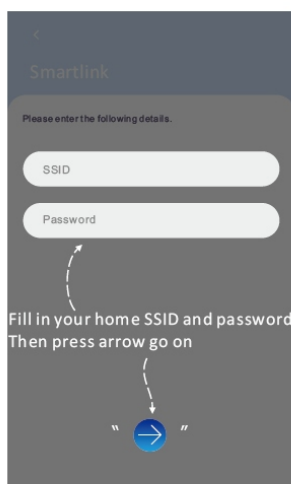 Smartlink
Please enter the following details.
SSID
Password
Fill in your home SSID and password
Then press arrow go on
" "